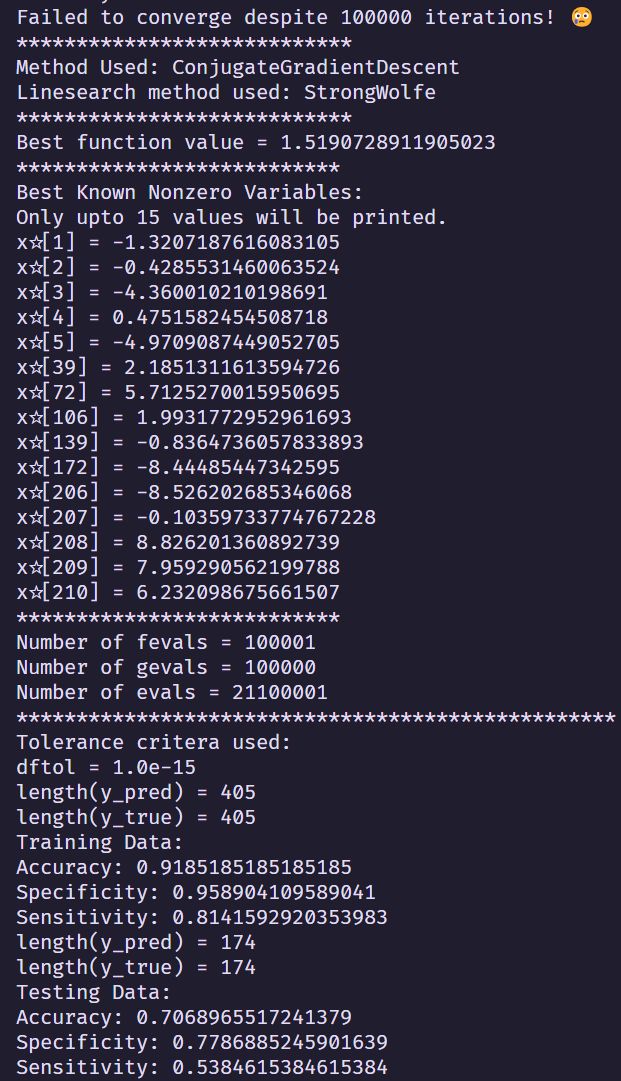 Failed to converge despite 100000 iterations! 😢
****************************
Method Used: ConjugateGradientDescent
Linesearch method used: StrongWolfe
****************************
Best function value = 1.5190728911905023
***************************
Best Known Nonzero Variables:
Only upto 15 values will be printed.
x☆[1] = -1.3207187616083105
x☆[2] = -0.4285531460063524
x☆[3] = -4.360010210198691
x☆[4] = 0.4751582454508718
x☆[5] = -4.9709087449052705
x☆[39] = 2.1851311613594726
x☆[72] = 5.7125270015950695
x☆[106] = 1.9931772952961693
x☆[139] = -0.8364736057833893
x☆[172] = -8.44485447342595
x☆[206] = -8.526202685346068
x☆[207] = -0.10359733774767228
x☆[208] = 8.826201360892739
x☆[209] = 7.959290562199788
x☆[210] = 6.232098675661507
***************************
Number of fevals = 100001
Number of gevals = 100000
Number of evals = 21100001
**************************************************
Tolerance critera used:
dftol = 1.0e-15
length(y_pred) = 405
length(y_true) = 405
Training Data:
Accuracy: 0.9185185185185185
Specificity: 0.958904109589041
Sensitivity: 0.8141592920353983
length(y_pred) = 174
length(y_true) = 174
Testing Data:
Accuracy: 0.7068965517241379
Specificity: 0.7786885245901639
Sensitivity: 0.5384615384615384